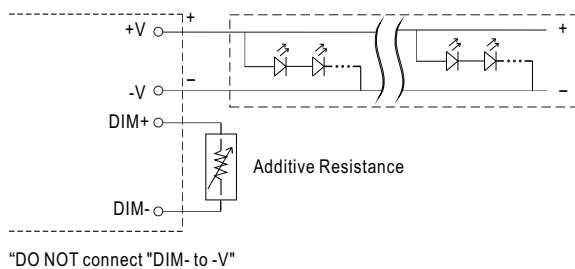 +
+V
+
−
-V
−
DIM+
Additive Resistance
DIM-
“DO NOT connect "DIM- to -V"